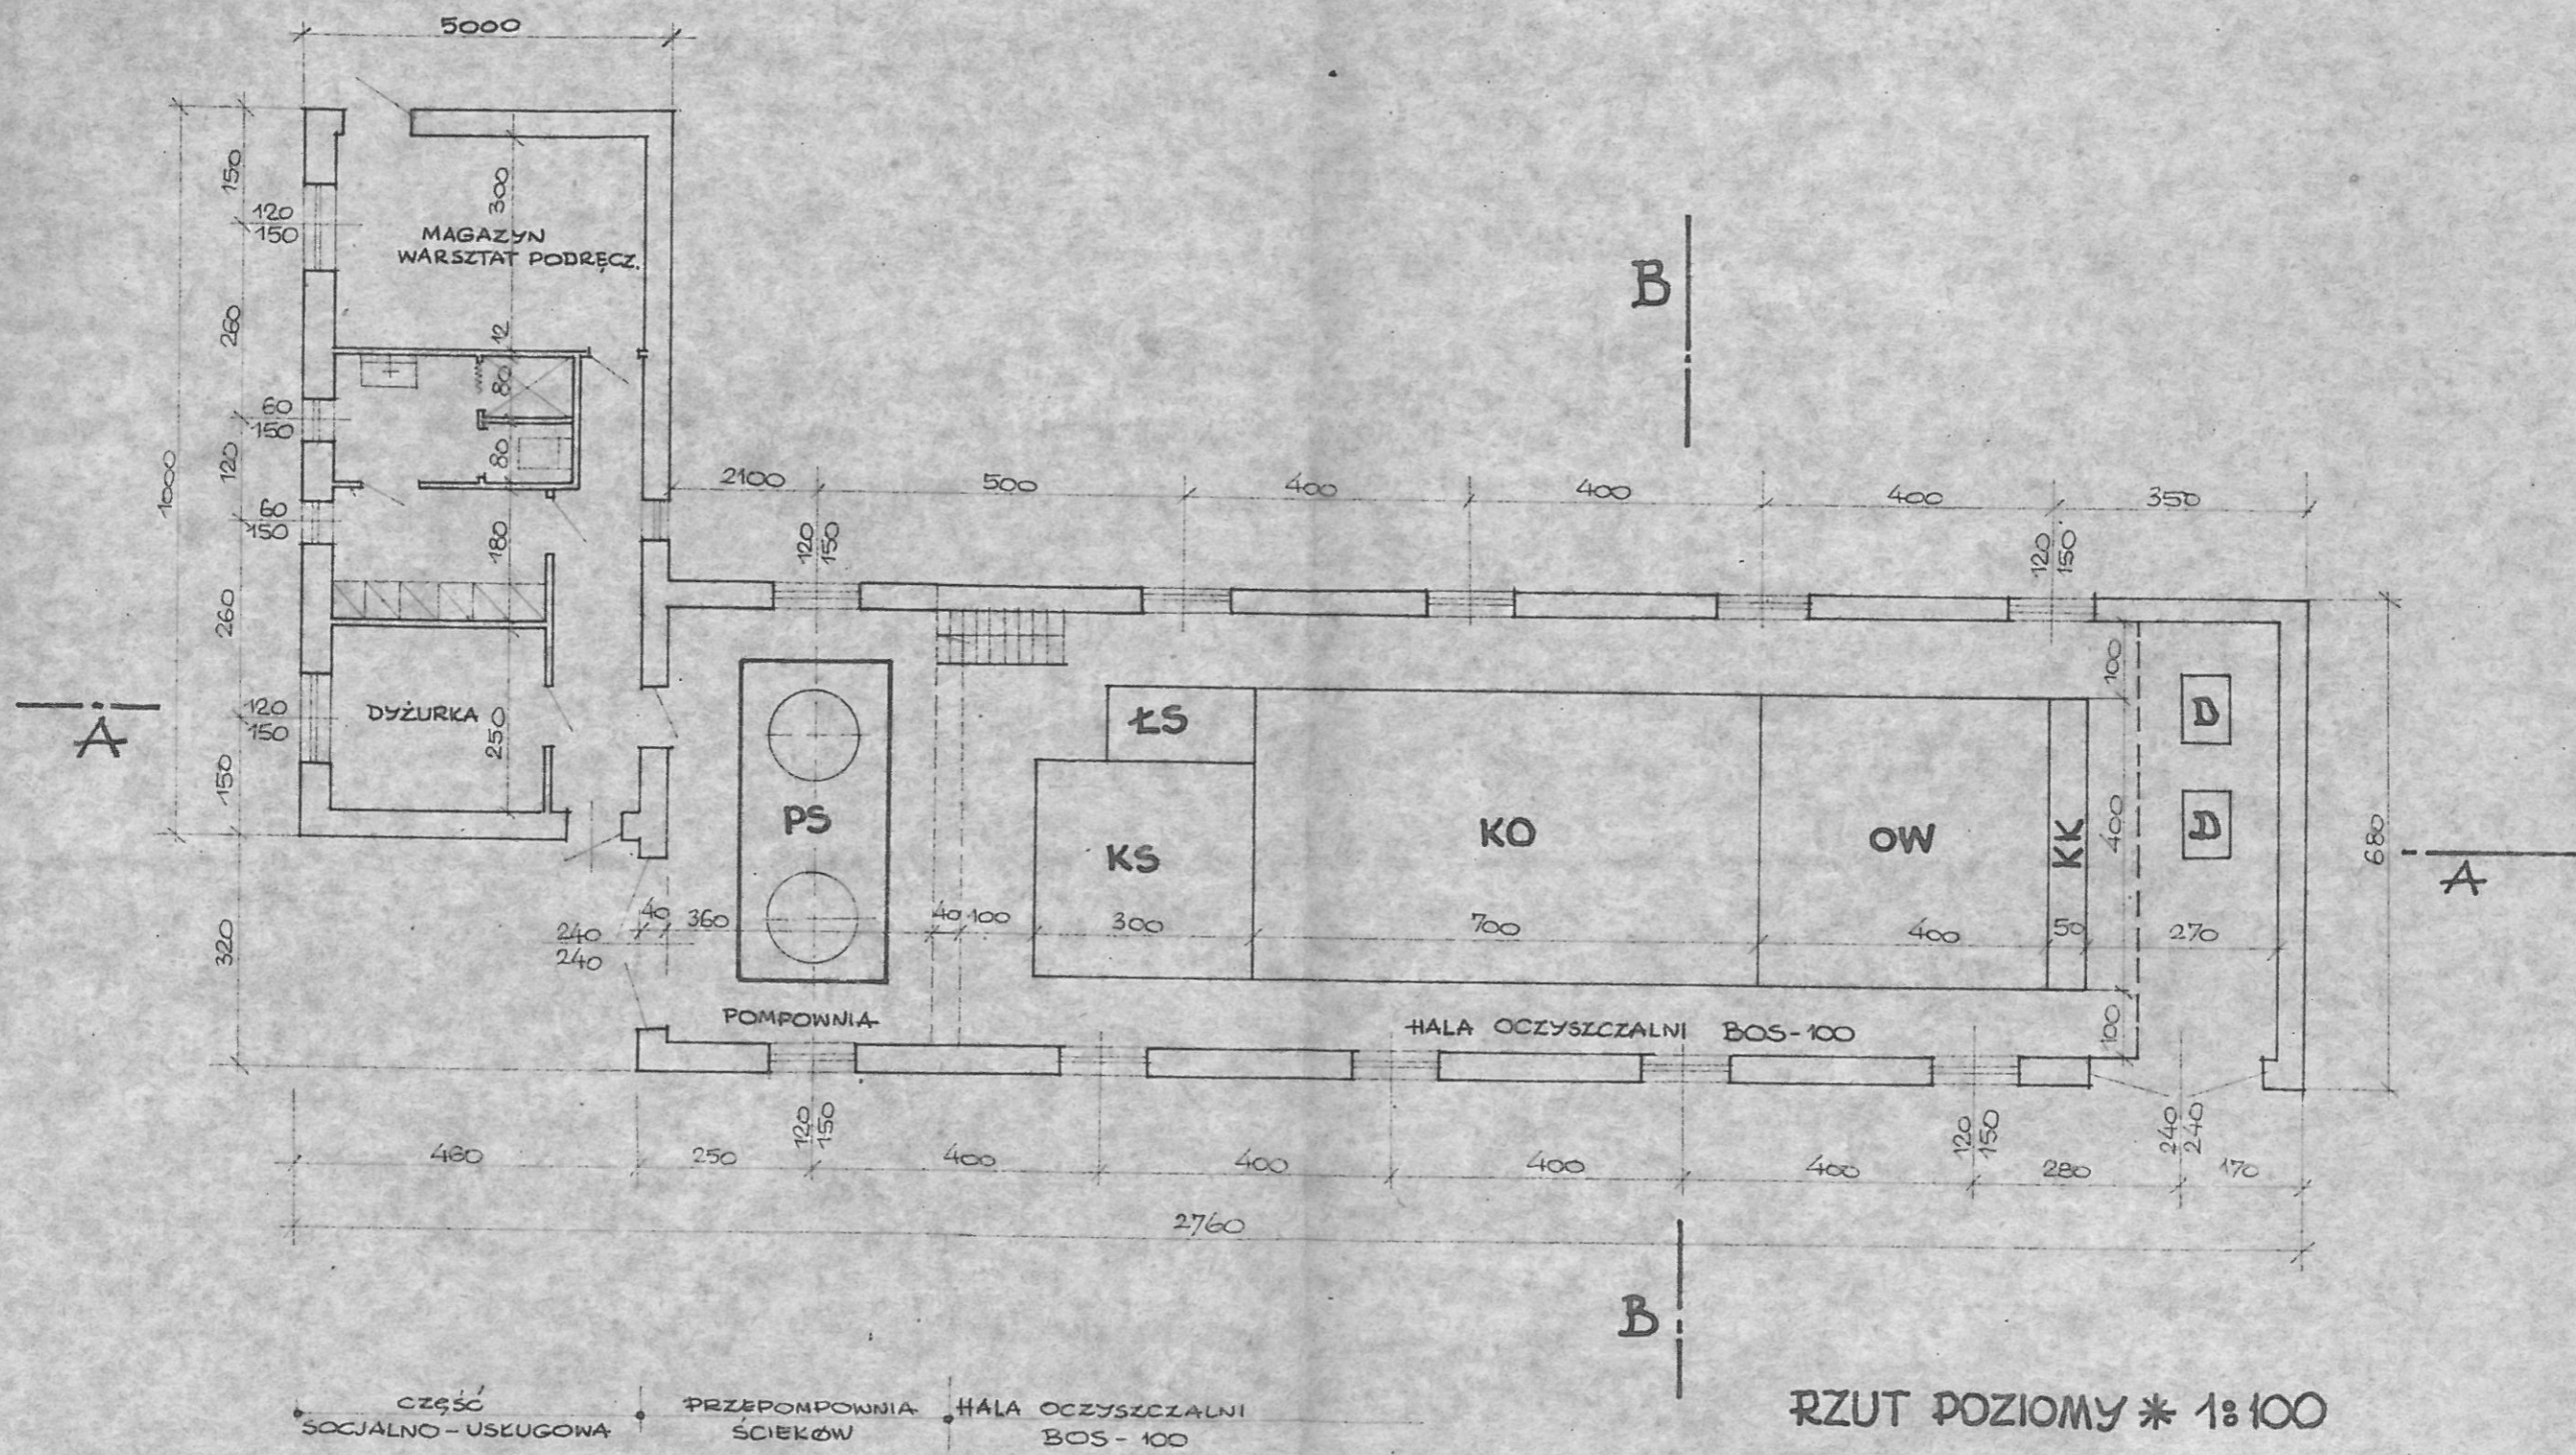 5000
150
120
150
260
60
150
120
60
150
260
120
150
150
320
1000
300
MAGAZYN
WARSZTAT PODRĘCZ.
12
80
80
180
DYŻURKA
250
B
2100
500
400
400
400
350
120
150
120
150
A
PS
ŁS
KS
KO
OW
KK
D
D
100
400
100
680
A
40
360
40
100
300
700
400
50
270
240
240
POMPOWNIA
HALA OCZYSZCZALNI BOS-100
120
150
120
150
240
240
460
250
400
400
400
400
280
170
2760
B
CZĘŚĆ
SOCJALNO-USŁUGOWA
PRZEPOMPOWNIA
ŚCIEKÓW
HALA OCZYSZCZALNI
BOS-100
RZUT POZIOMY * 1:100